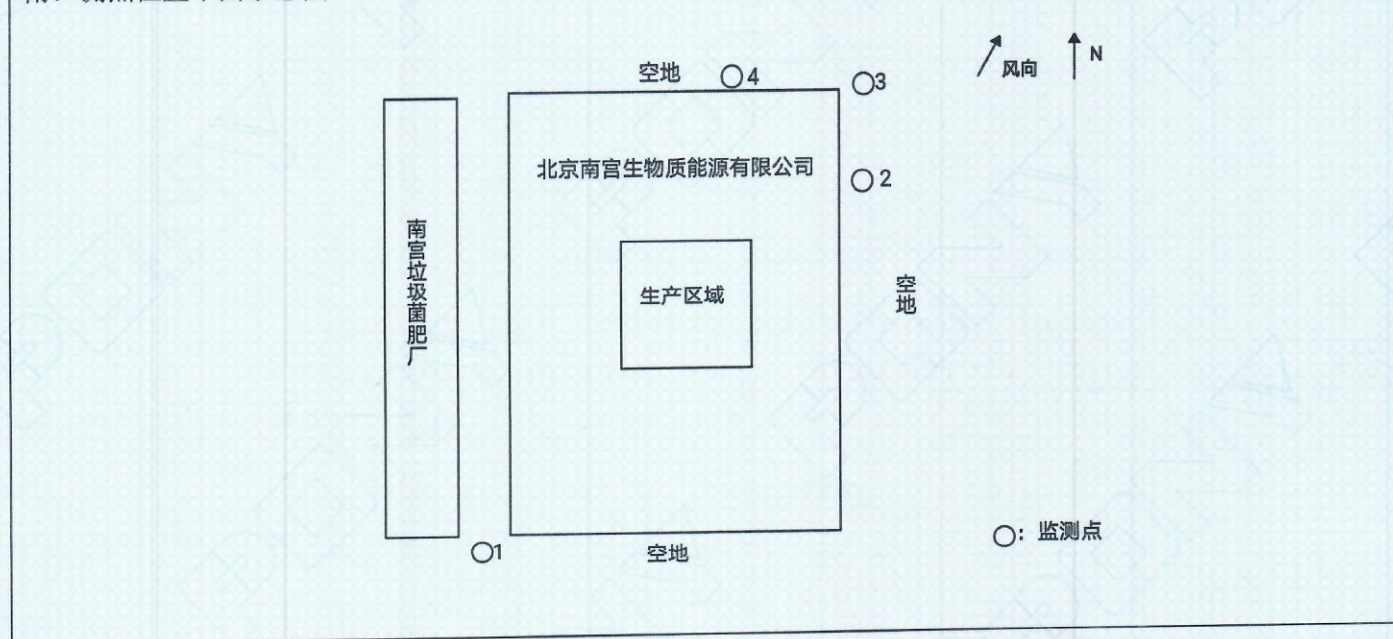 空地 ○4
○3
风向 N
北京南宫生物质能源有限公司
○2
南宫垃圾菌肥厂
生产区域
空地
○1
空地
○：监测点